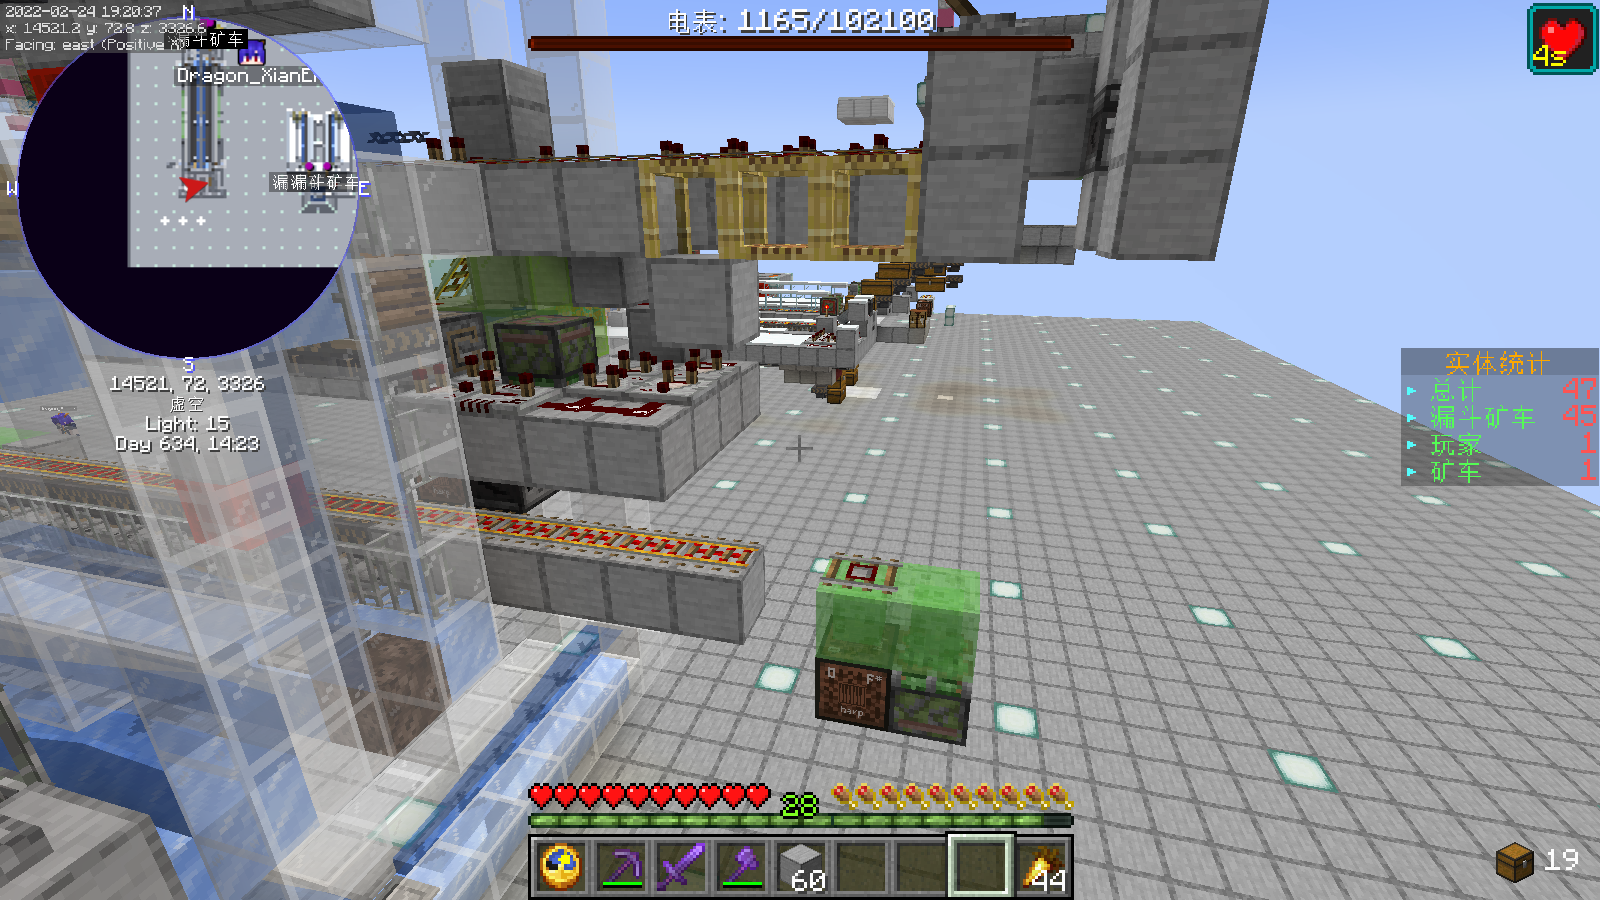 2022-02-24 19:20:37
x: 14521.2 y: 72.8 z: 3326.6
Facing: east (Positive X)
N
漏斗矿车
Dragon_XianEr
W
漏漏斗矿车
E
S
14521, 72, 3326
虚空
Light: 15
Day 634, 14:23
电表: 1165/102100
4s
实体统计
总计 47
漏斗矿车 45
玩家 1
矿车 1
0 F#
harp
28
60
44
19